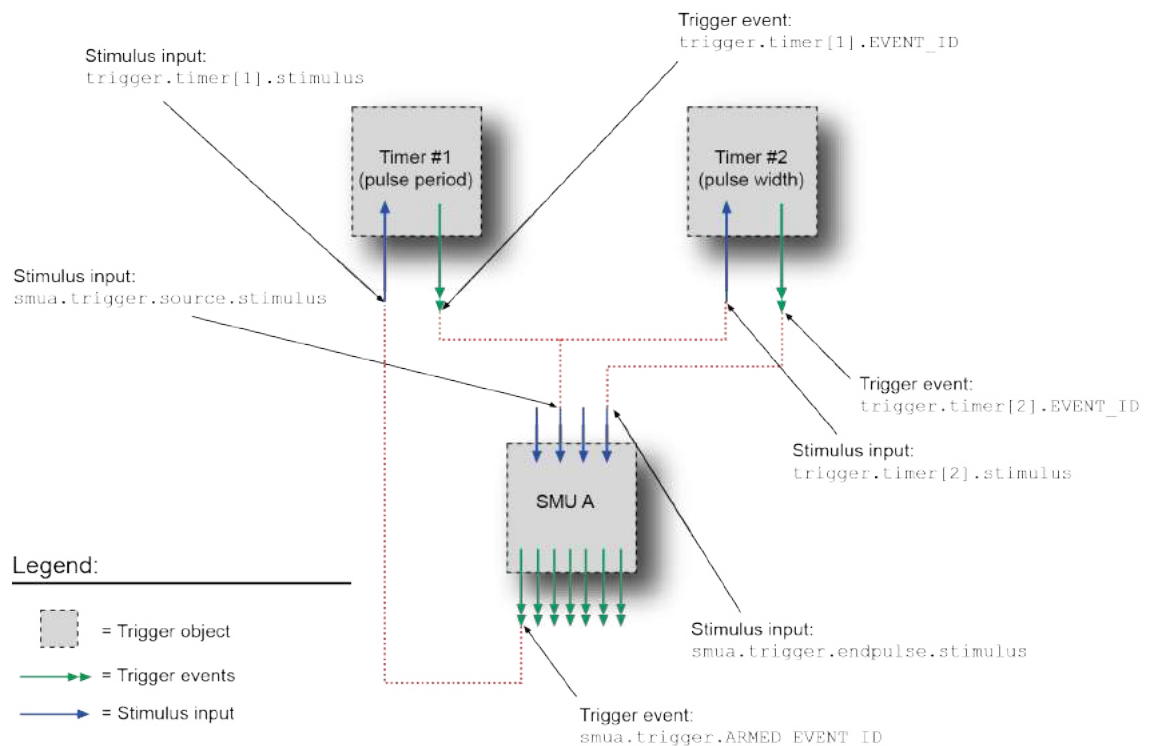 Trigger event:
trigger.timer[1].EVENT_ID
Stimulus input:
trigger.timer[1].stimulus
Timer #1
(pulse period)
Timer #2
(pulse width)
Stimulus input:
smua.trigger.source.stimulus
Trigger event:
trigger.timer[2].EVENT_ID
Stimulus input:
trigger.timer[2].stimulus
SMU A
Legend:
= Trigger object
= Trigger events
= Stimulus input
Stimulus input:
smua.trigger.endpulse.stimulus
Trigger event:
smua.trigger.ARMED_EVENT_ID